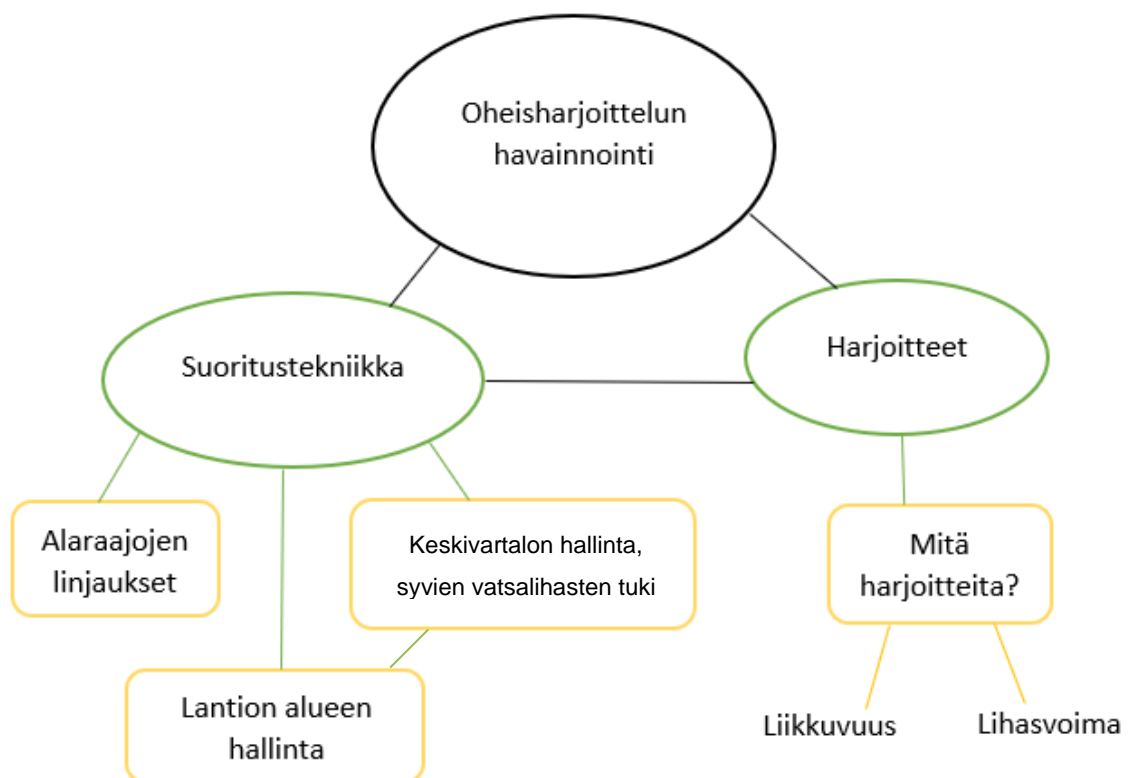 Oheisharjoittelun
havainnointi
Suoritustekniikka
Harjoitteet
Alaraajojen
linjaukset
Keskivartalon hallinta,
syvien vatsalihasten tuki
Mitä
harjoitteita?
Lantion alueen
hallinta
Liikkuvuus
Lihasvoima